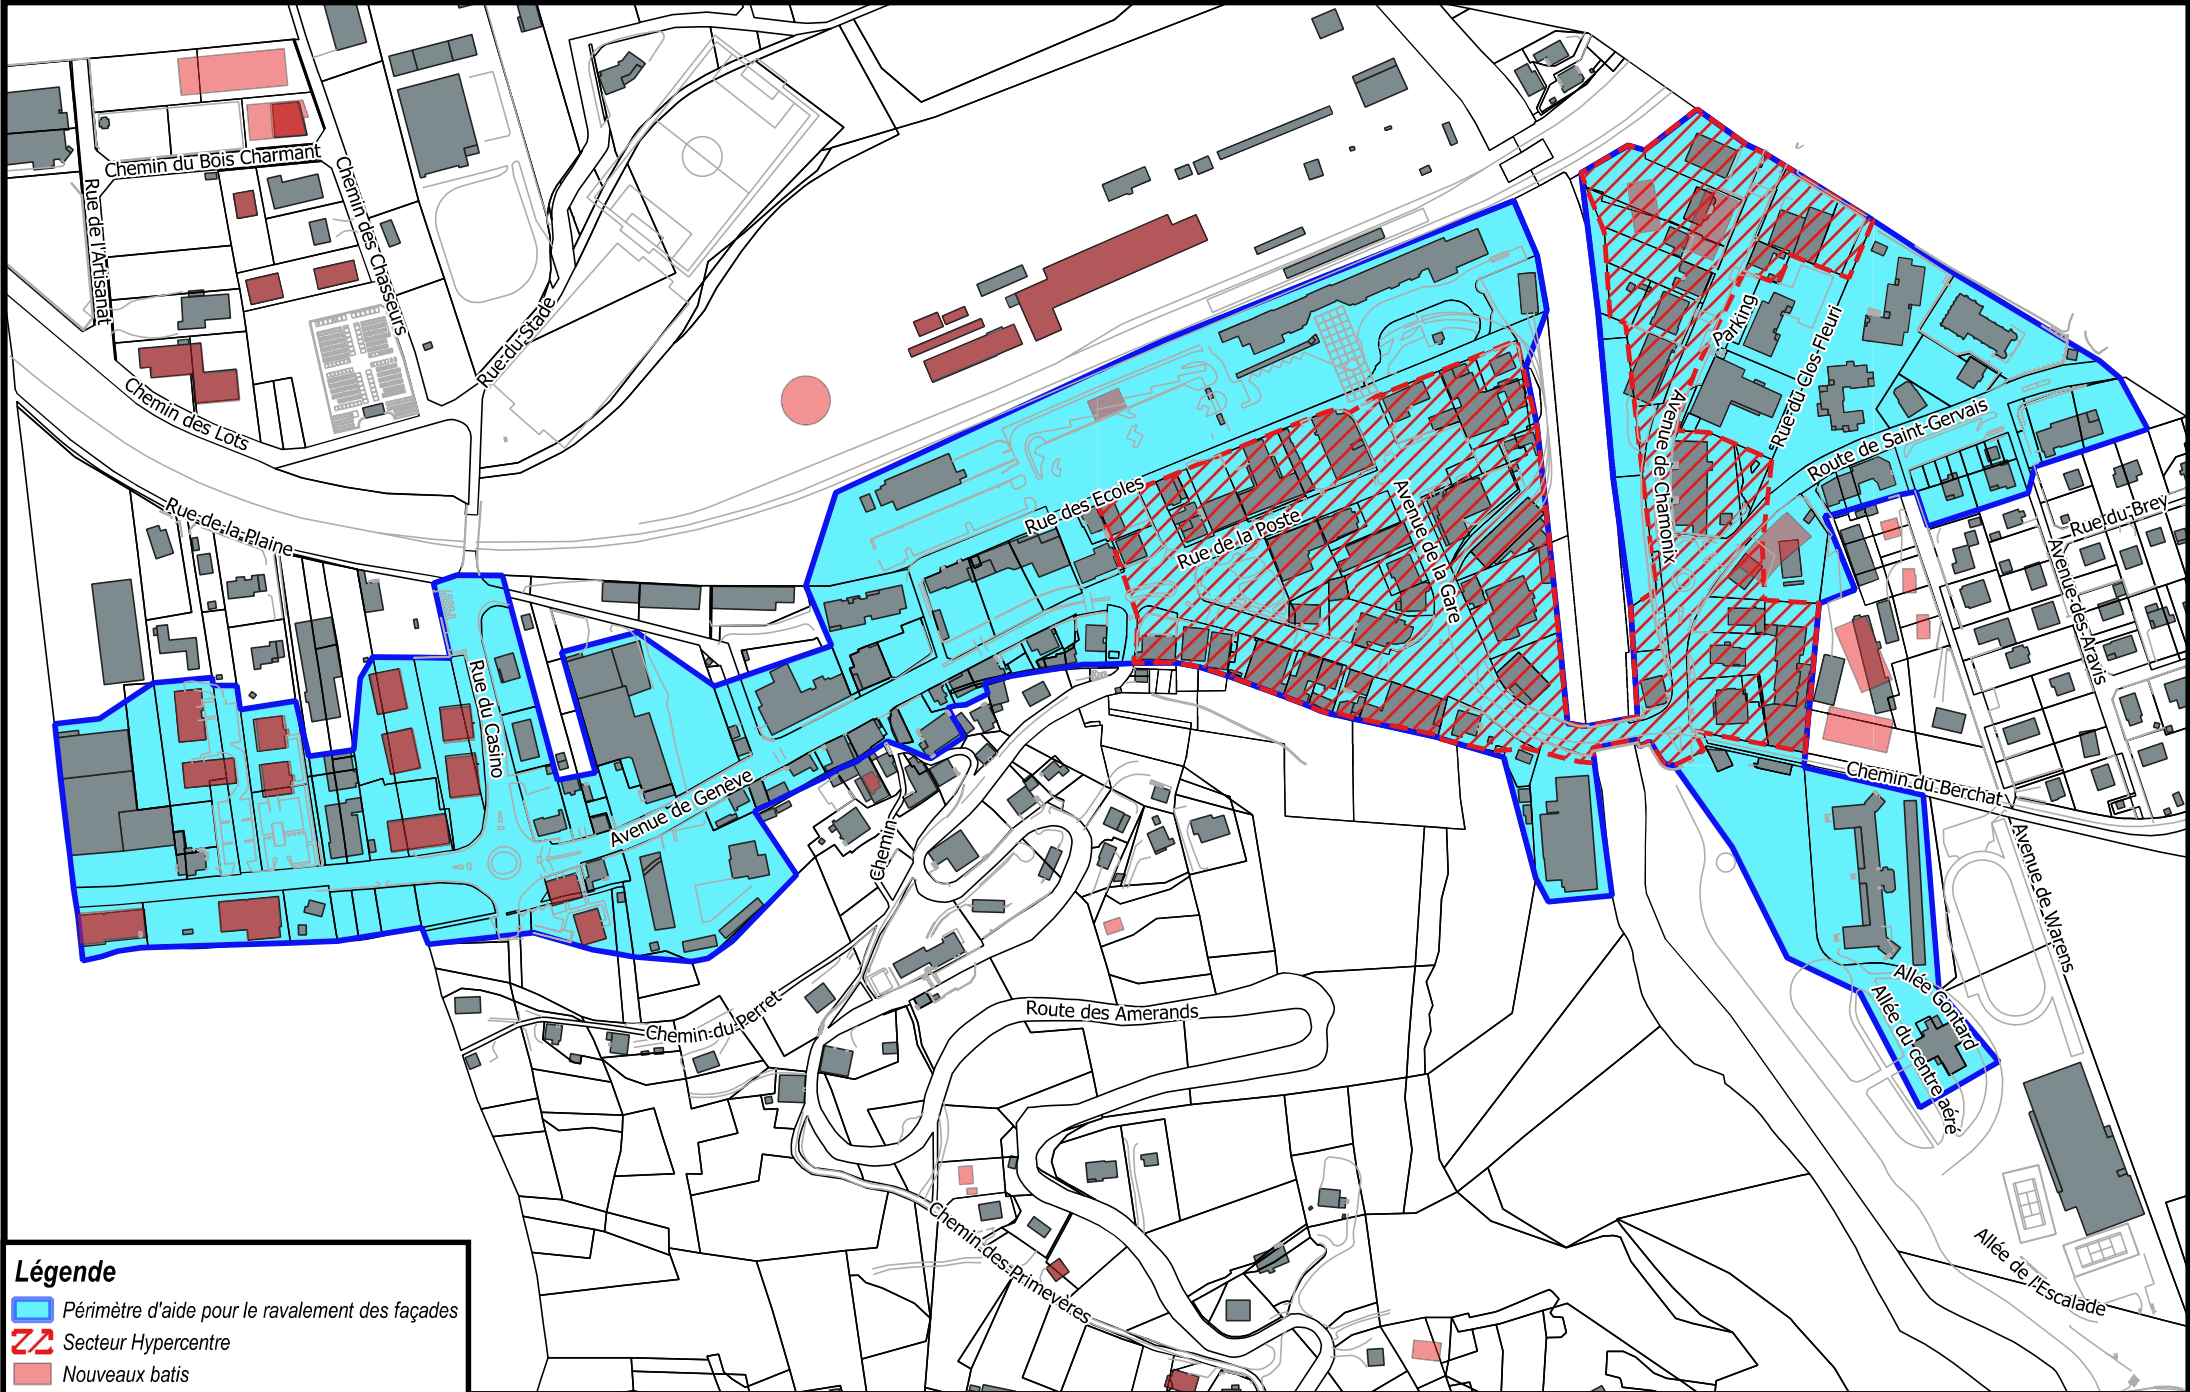 Chemin du Bois Charmant
Rue de l'Artisanat
Chemin des Chasseurs
Rue du Stade
Chemin des Lots
Rue de la Plaine
Rue du Casino
Avenue de Genève
Rue des Ecoles
Rue de la Poste
Avenue de la Gare
Parking
Avenue de Chamonix
Rue du Clos Fleuri
Route de Saint-Gervais
Rue du Brey
Avenue des Aravis
Chemin du Berchat
Avenue de Warens
Allée Gontard
Allée du centre aéré
Allée de l'Escalade
Chemin
Chemin du Perret
Route des Amerands
Chemin des Primevères
Légende
Périmètre d'aide pour le ravalement des façades
Secteur Hypercentre
Nouveaux batis